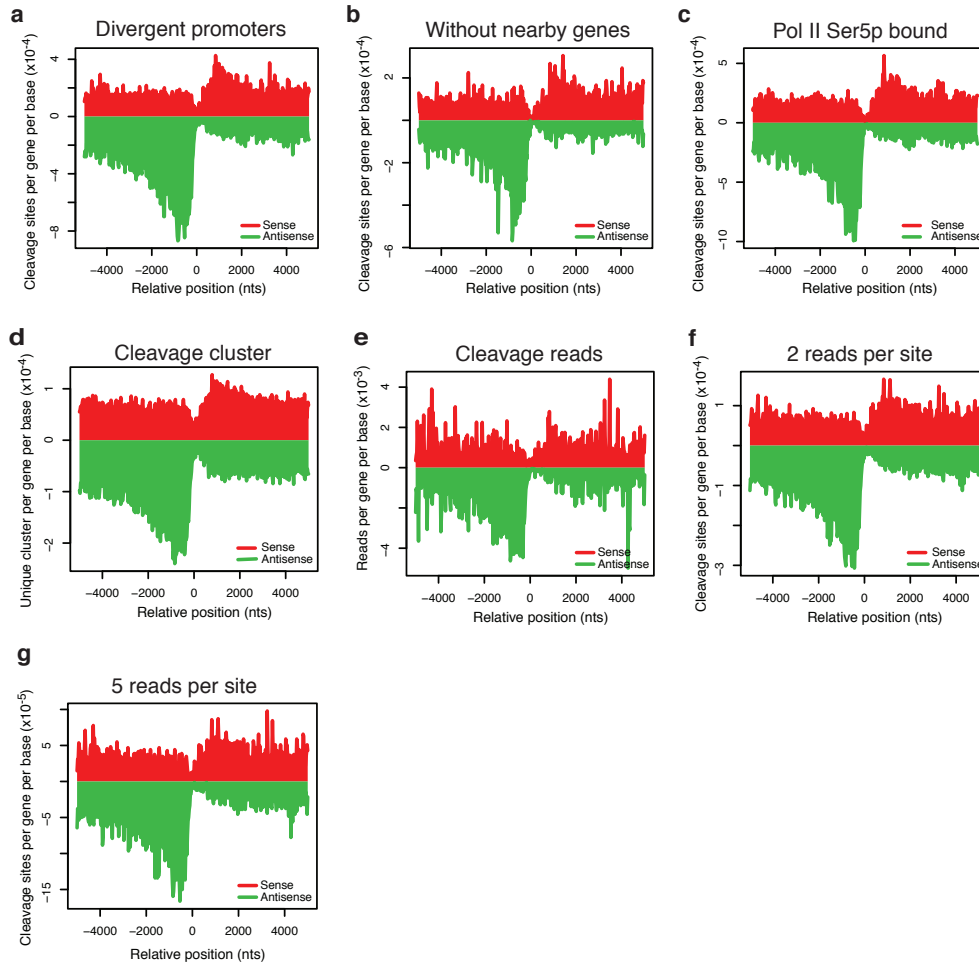 a
Divergent promoters
Cleavage sites per gene per base (x10-4)
4
0
-4
-8
Sense
Antisense
-4000 -2000 0 2000 4000
Relative position (nts)
b
Without nearby genes
Cleavage sites per gene per base (x10-4)
2
-2
-6
Sense
Antisense
-4000 -2000 0 2000 4000
Relative position (nts)
c
Pol II Ser5p bound
Cleavage sites per gene per base (x10-4)
5
0
-5
-10
Sense
Antisense
-4000 -2000 0 2000 4000
Relative position (nts)
d
Cleavage cluster
Unique cluster per gene per base (x10-4)
1
0
-1
-2
Sense
Antisense
-4000 -2000 0 2000 4000
Relative position (nts)
e
Cleavage reads
Reads per gene per base (x10-3)
4
2
0
-4
Sense
Antisense
-4000 -2000 0 2000 4000
Relative position (nts)
f
2 reads per site
Cleavage sites per gene per base (x10-4)
1
-1
-3
Sense
Antisense
-4000 -2000 0 2000 4000
Relative position (nts)
g
5 reads per site
Cleavage sites per gene per base (x10-5)
5
-5
-15
Sense
Antisense
-4000 -2000 0 2000 4000
Relative position (nts)